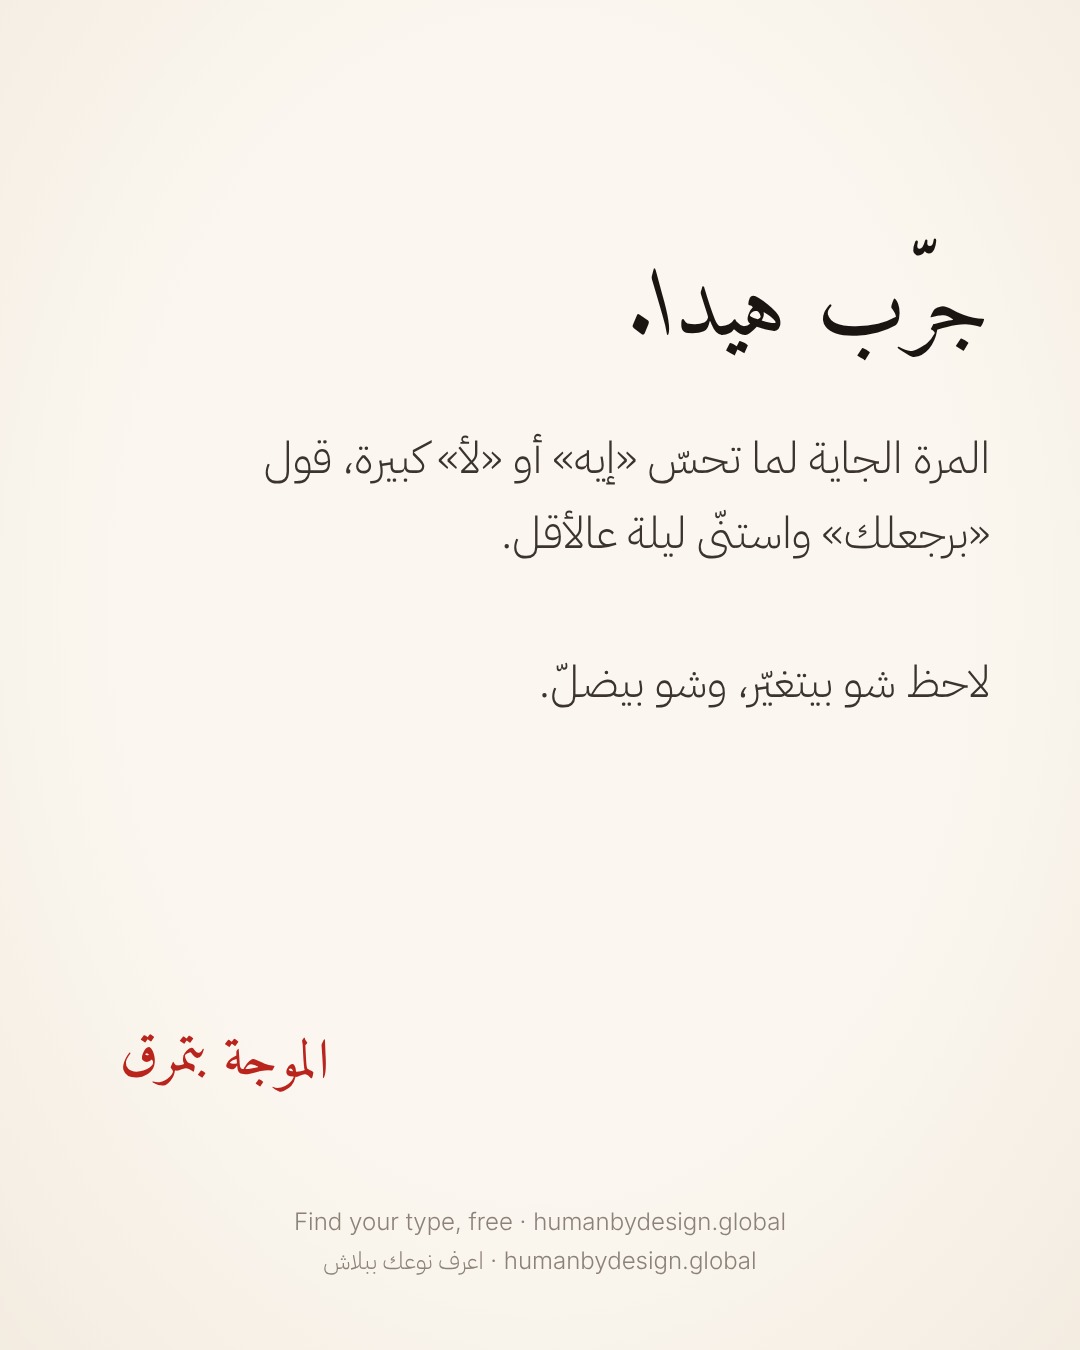 جرّب هيدا.
المرة الجاية لما تحسّ «إيه» أو «لأ» كبيرة، قول
«برجعلك» واستنّى ليلة عالأقل.
لاحظ شو بيتغيّر، وشو بيضلّ.
الموجة بتمرق
Find your type, free · humanbydesign.global
اعرف نوعك ببلاش · humanbydesign.global